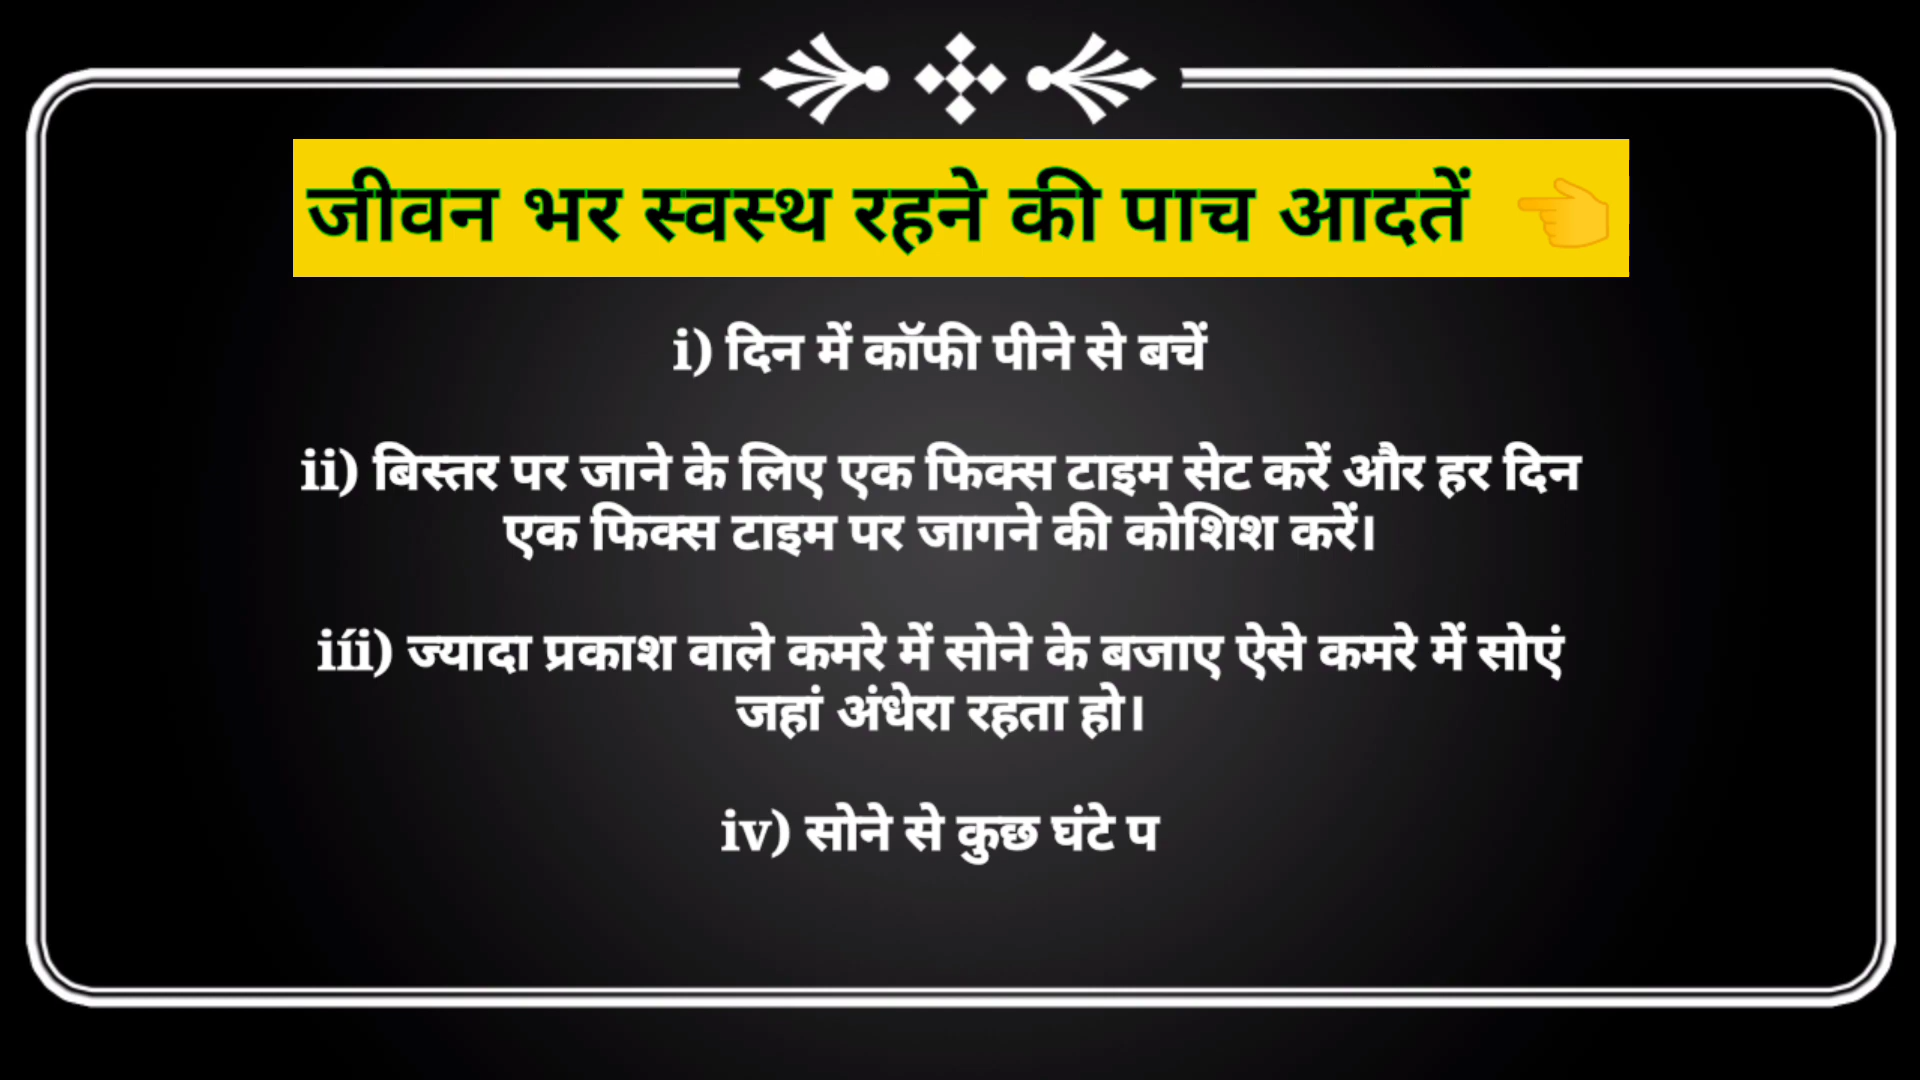 जीवन भर स्वस्थ रहने की पाच आदतें 👈
i) दिन में कॉफी पीने से बचें
ii) बिस्तर पर जाने के लिए एक फिक्स टाइम सेट करें और हर दिन
एक फिक्स टाइम पर जागने की कोशिश करें।
iíi) ज्यादा प्रकाश वाले कमरे में सोने के बजाए ऐसे कमरे में सोएं
जहां अंधेरा रहता हो।
iv) सोने से कुछ घंटे प